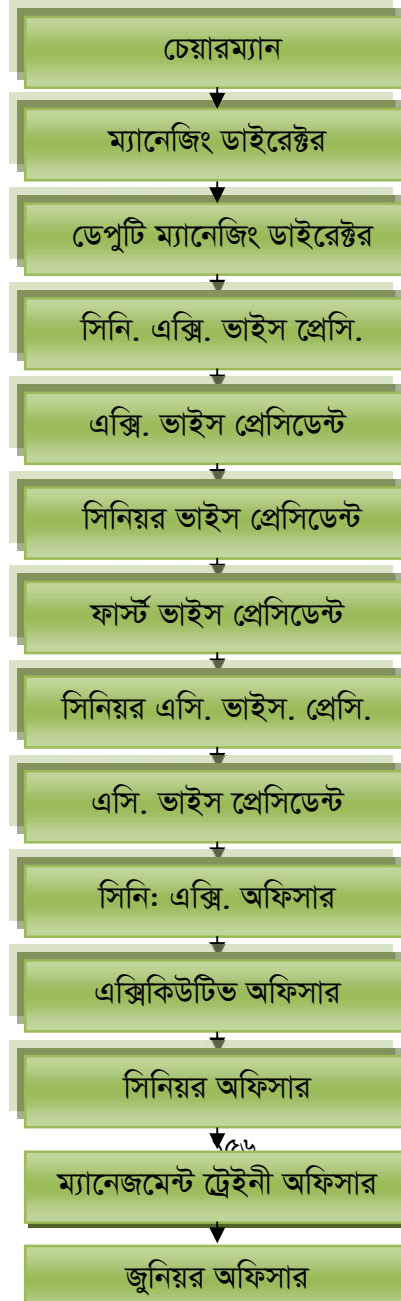 চেয়ারম্যান
ম্যানেজিং ডাইরেক্টর
ডেপুটি ম্যানেজিং ডাইরেক্টর
সিনি. এক্সি. ভাইস প্রেসি.
এক্সি. ভাইস প্রেসিডেন্ট
সিনিয়র ভাইস প্রেসিডেন্ট
ফার্স্ট ভাইস প্রেসিডেন্ট
সিনিয়র এসি. ভাইস. প্রেসি.
এসি. ভাইস প্রেসিডেন্ট
সিনি: এক্সি. অফিসার
এক্সিকিউটিভ অফিসার
সিনিয়র অফিসার
ম্যানেজমেন্ট ট্রেইনী অফিসার
জুনিয়র অফিসার